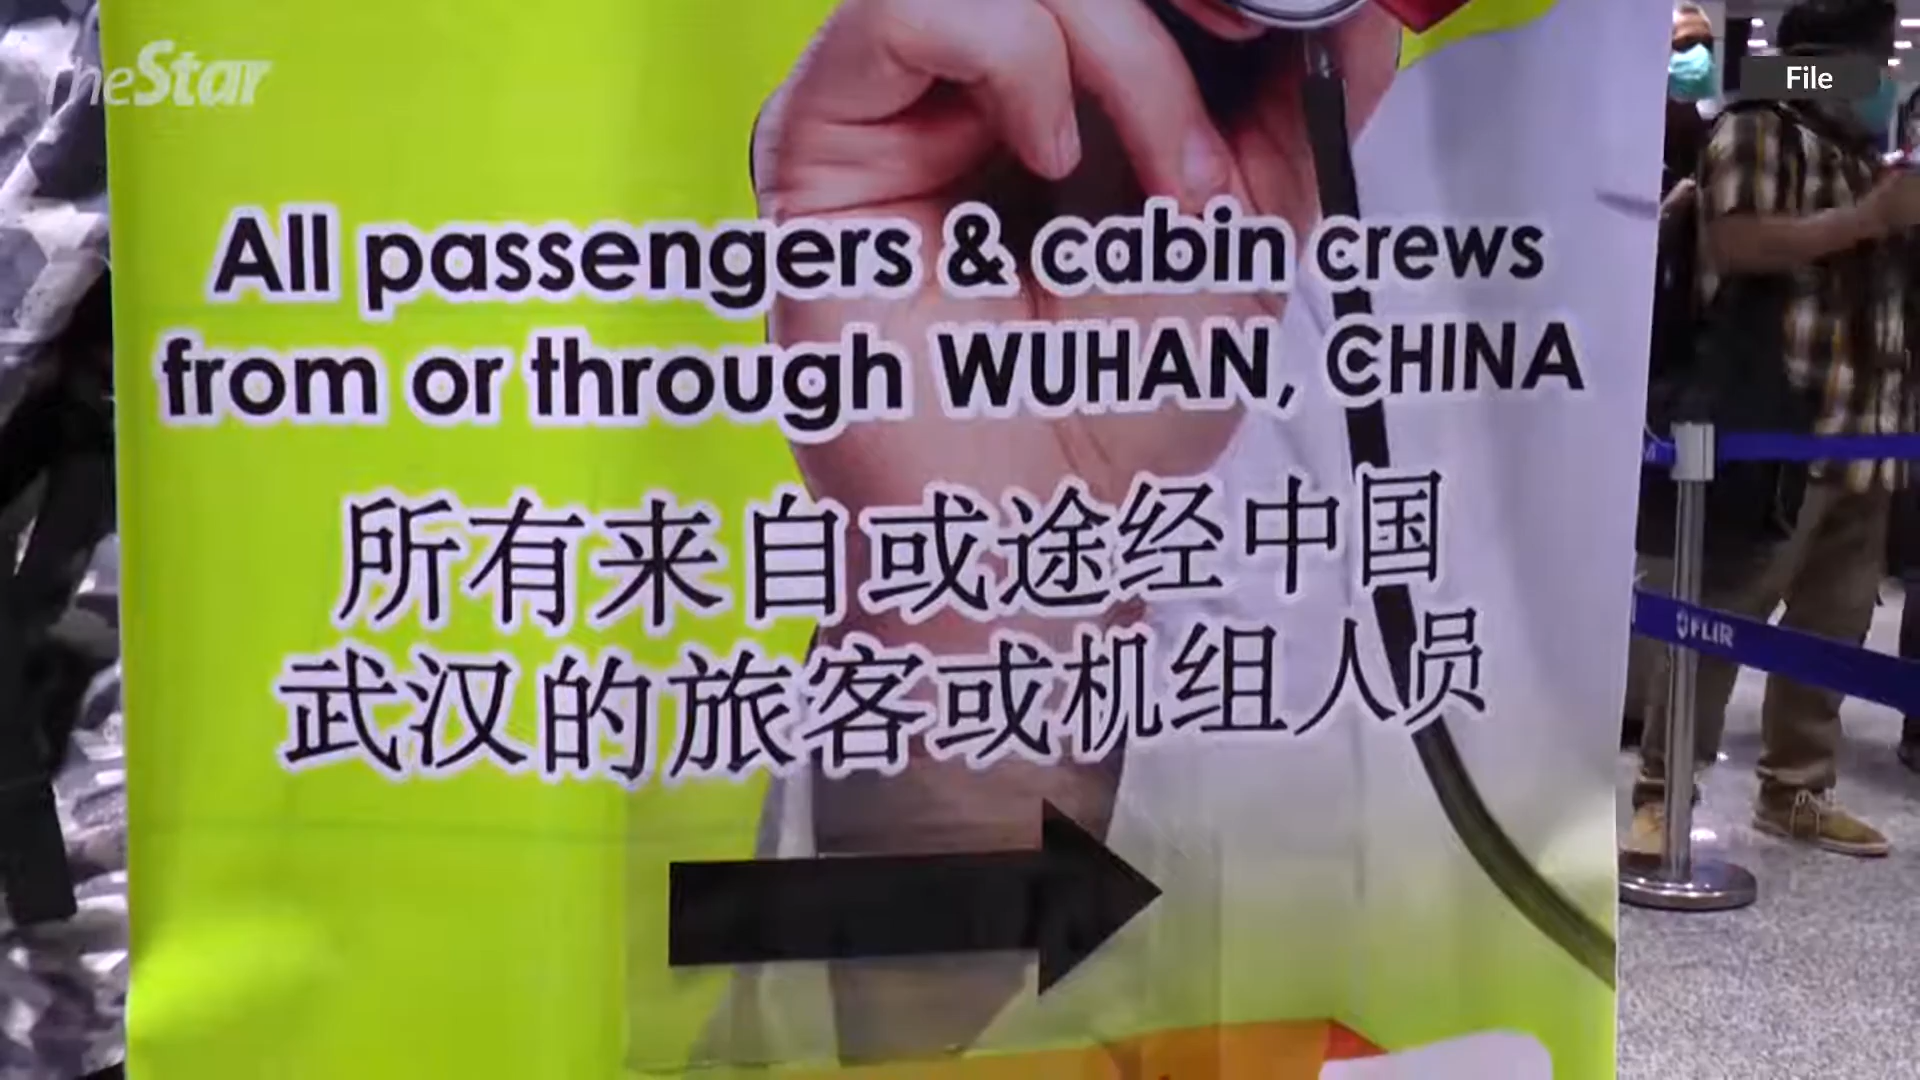 TheStar
File
All passengers & cabin crews
from or through WUHAN, CHINA
所有来自或途经中国
武汉的旅客或机组人员
FLIR